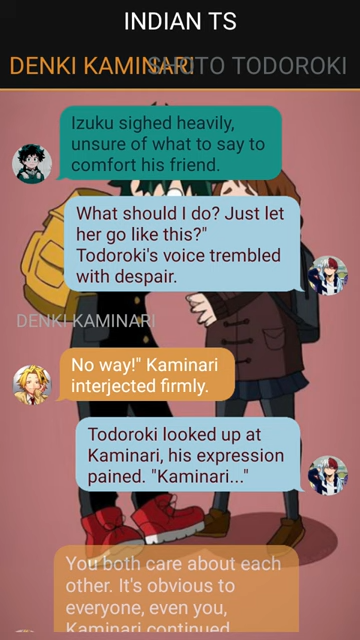 INDIAN TS
DENKI KAMINARI
SHOTO TODOROKI
Izuku sighed heavily,
unsure of what to say to
comfort his friend.
What should I do? Just let
her go like this?"
Todoroki's voice trembled
with despair.
DENKI KAMINARI
No way!" Kaminari
interjected firmly.
Todoroki looked up at
Kaminari, his expression
pained. "Kaminari..."
You both care about each
other. It's obvious to
everyone, even you,
Kaminari continued